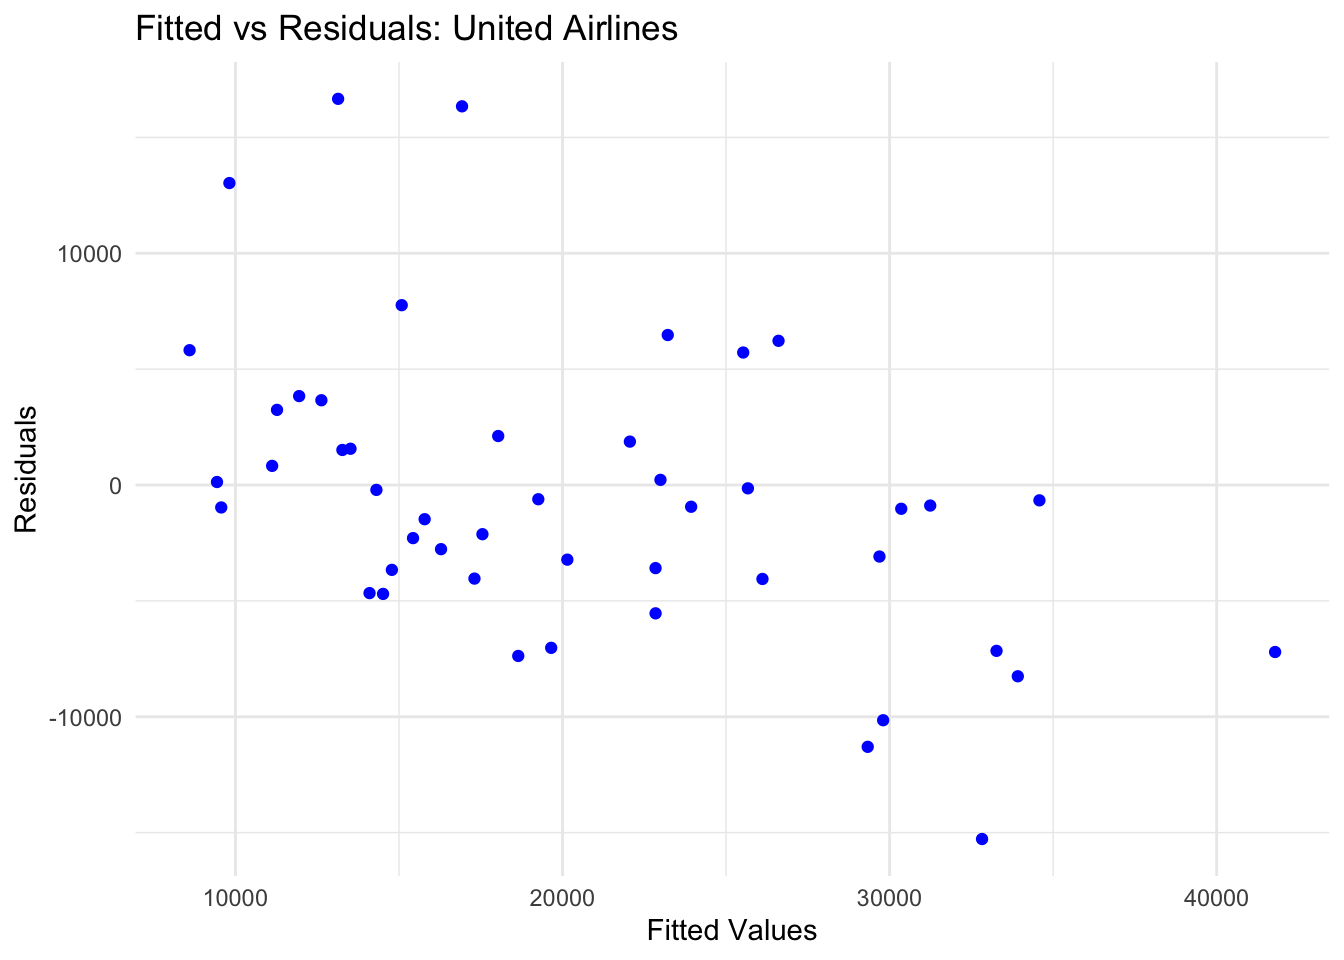 Fitted vs Residuals: United Airlines
Residuals
10000
0
-10000
10000 20000 30000 40000
Fitted Values